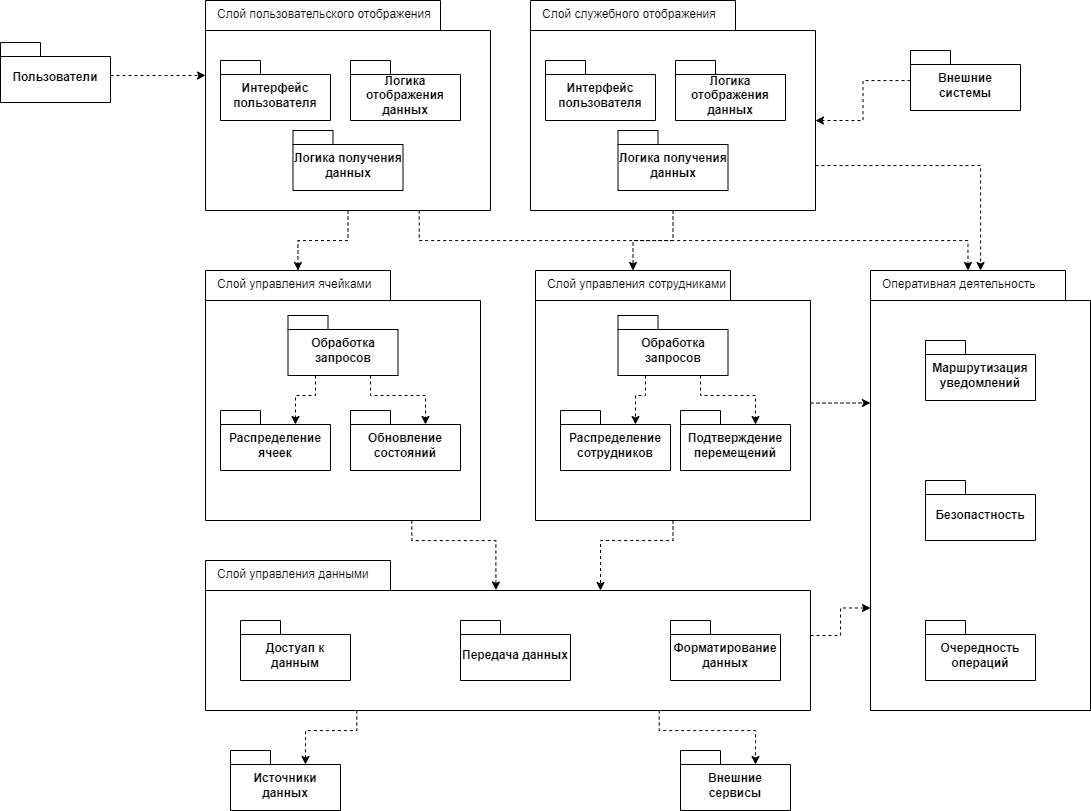 Слой пользовательского отображения
Слой служебного отображения
Пользователи
Интерфейс
пользователя
Логика
отображения
данных
Логика получения
данных
Интерфейс
пользователя
Логика
отображения
данных
Логика получения
данных
Внешние
системы
Слой управления ячейками
Слой управления сотрудниками
Оперативная деятельность
Обработка
запросов
Распределение
ячеек
Обновление
состояний
Обработка
запросов
Распределение
сотрудников
Подтверждение
перемещений
Маршрутизация
уведомлений
Безопастность
Очередность
операций
Слой управления данными
Достуап к
данным
Передача данных
Форматирование
данных
Источники
данных
Внешние
сервисы